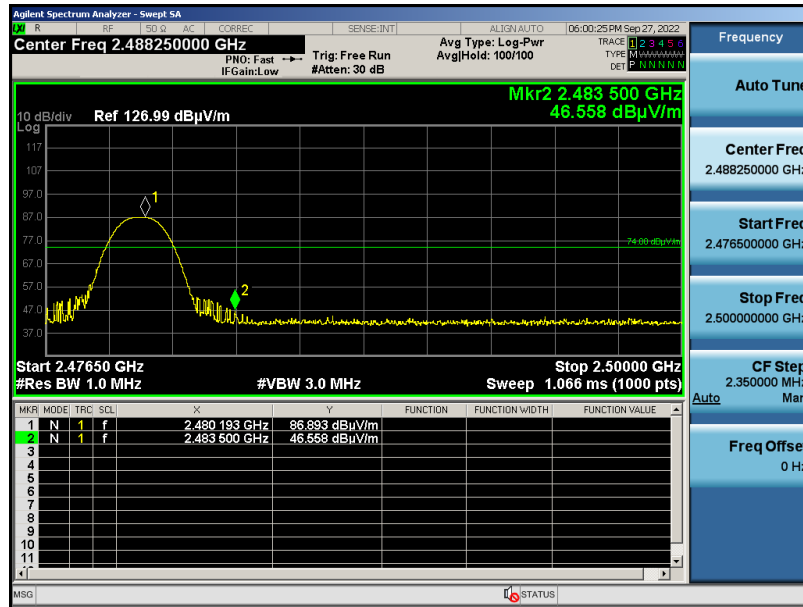 Agilent Spectrum Analyzer - Swept SA
LXI R RF 50 Ω AC CORREC SENSE:INT ALIGN AUTO 06:00:25 PM Sep 27, 2022
Center Freq 2.488250000 GHz
PNO: Fast
IFGain:Low
Trig: Free Run
#Atten: 30 dB
Avg Type: Log-Pwr
Avg|Hold: 100/100
TRACE 1 2 3 4 5 6
TYPE M
DET P N N N N N
Mkr2 2.483 500 GHz
46.558 dBµV/m
10 dB/div Ref 126.99 dBµV/m
Log
117
107
97.0
87.0
77.0
67.0
57.0
47.0
37.0
1
2
74.00 dBµV/m
Start 2.47650 GHz Stop 2.50000 GHz
#Res BW 1.0 MHz #VBW 3.0 MHz Sweep 1.066 ms (1000 pts)
MKR MODE TRC SCL X Y FUNCTION FUNCTION WIDTH FUNCTION VALUE
1 N 1 f 2.480 193 GHz 86.893 dBµV/m
2 N 1 f 2.483 500 GHz 46.558 dBµV/m
3
4
5
6
7
8
9
10
11
MSG STATUS
Frequency
Auto Tune
Center Freq
2.488250000 GHz
Start Freq
2.476500000 GHz
Stop Freq
2.500000000 GHz
CF Step
2.350000 MHz
Auto Man
Freq Offset
0 Hz